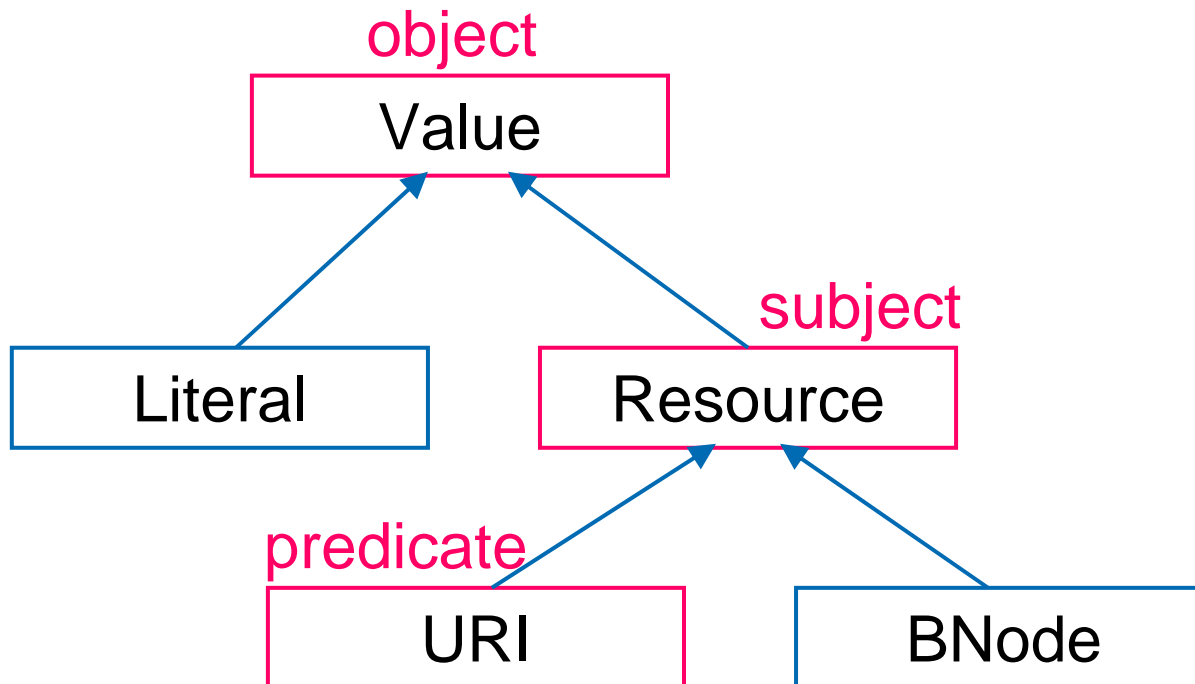 object
Value
subject
Literal
Resource
predicate
URI
BNode